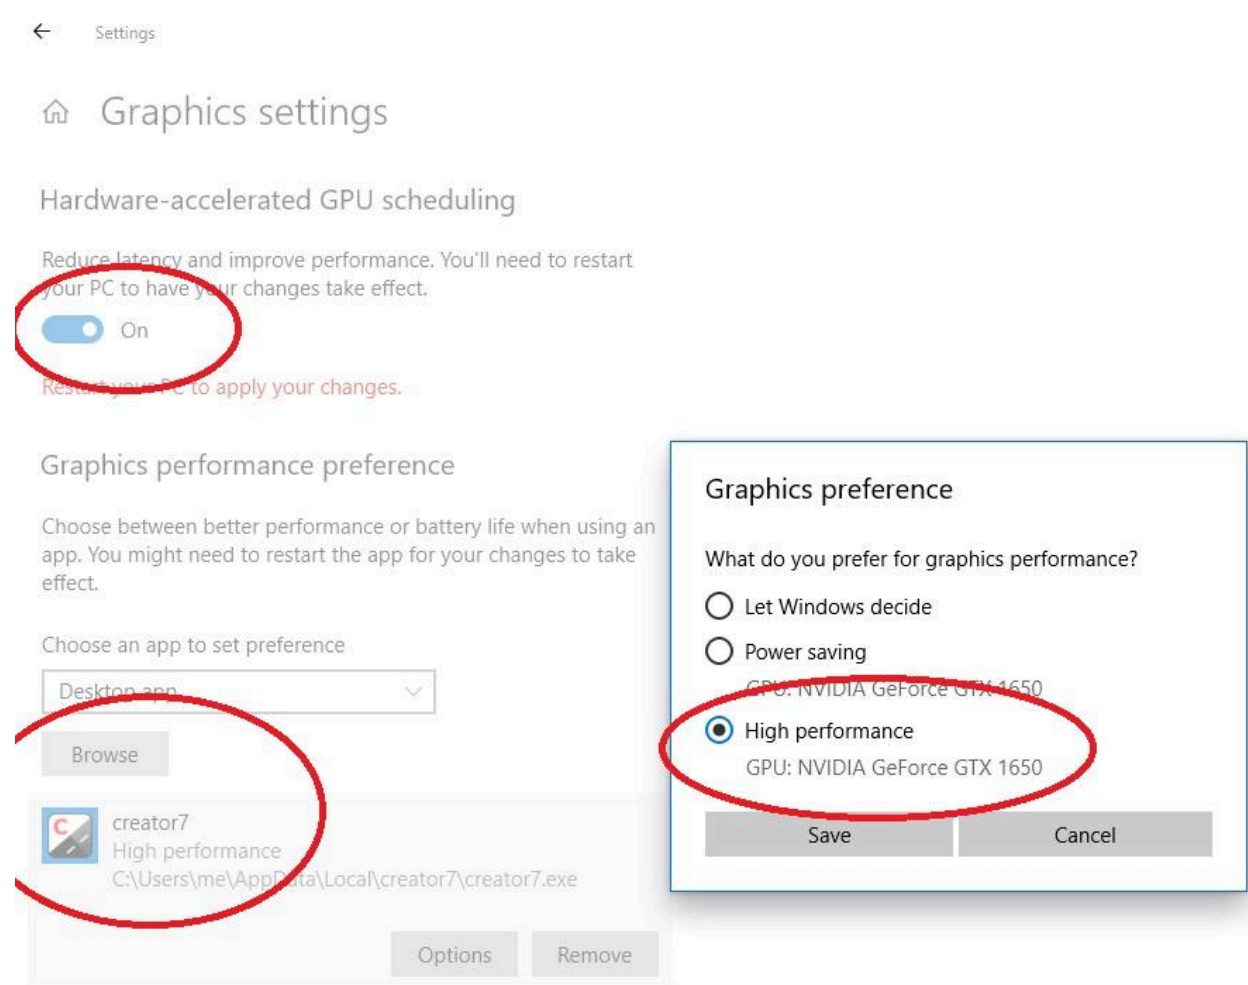 Settings
Graphics settings
Hardware-accelerated GPU scheduling
Reduce latency and improve performance. You'll need to restart
your PC to have your changes take effect.
On
Restart your PC to apply your changes.
Graphics performance preference
Choose between better performance or battery life when using an
app. You might need to restart the app for your changes to take
effect.
Choose an app to set preference
Desktop app
Browse
C
creator7
High performance
C:\Users\me\AppData\Local\creator7\creator7.exe
Options Remove
Graphics preference
What do you prefer for graphics performance?
Let Windows decide
Power saving
GPU: NVIDIA GeForce GTX 1650
High performance
GPU: NVIDIA GeForce GTX 1650
Save Cancel